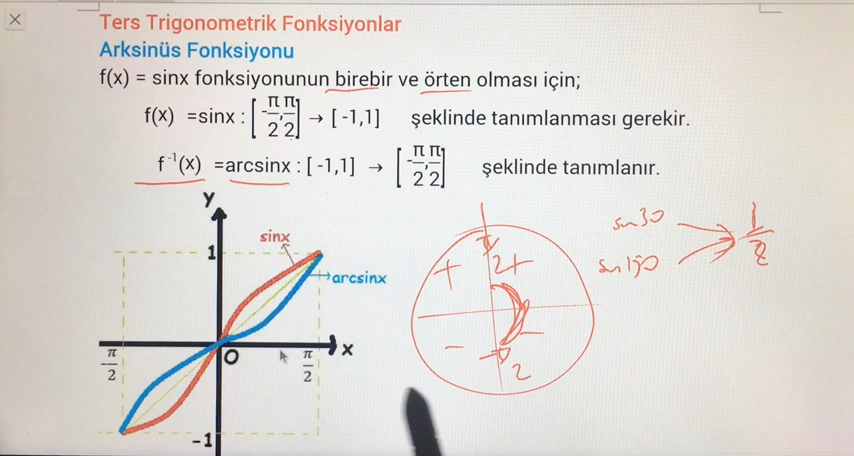 Ters Trigonometrik Fonksiyonlar
Arksinüs Fonksiyonu
f(x) = sinx fonksiyonunun birebir ve örten olması için;
f(x) =sinx : [-π/2, π/2] → [-1,1] şeklinde tanımlanması gerekir.
f⁻¹(x) =arcsinx : [-1,1] → [-π/2, π/2] şeklinde tanımlanır.
y
1
sinx
arcsinx
-π/2
O
π/2
x
-1
π/2
+ +
- -
-π/2
sin30
sin150
1/2